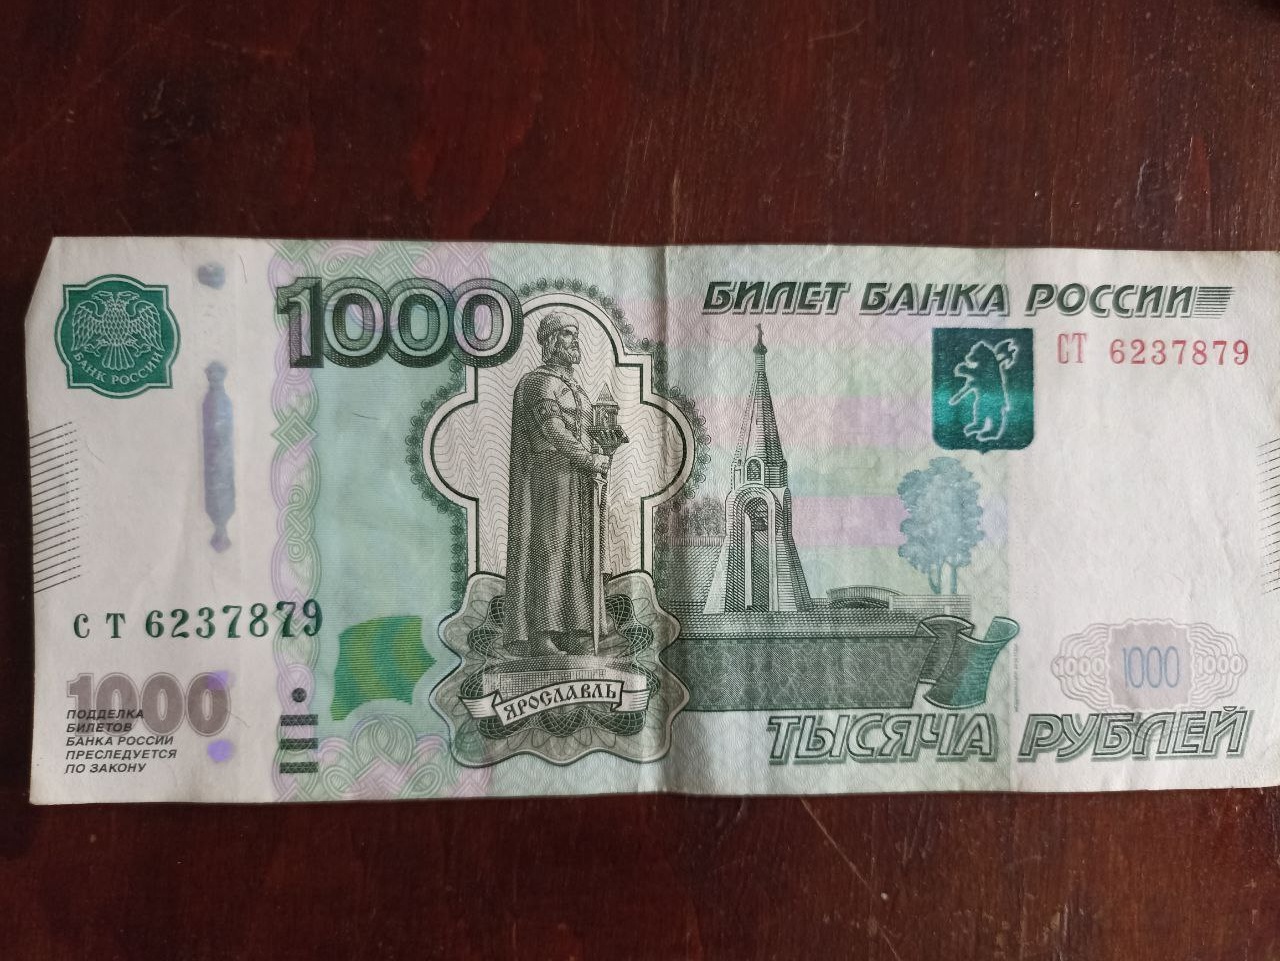 1000
БИЛЕТ БАНКА РОССИИ
СТ 6237879
БАНК РОССИИ
СТ 6237879
1000
ПОДДЕЛКА
БИЛЕТОВ
БАНКА РОССИИ
ПРЕСЛЕДУЕТСЯ
ПО ЗАКОНУ
ЯРОСЛАВЛЬ
1000 1000 1000
ТЫСЯЧА РУБЛЕЙ